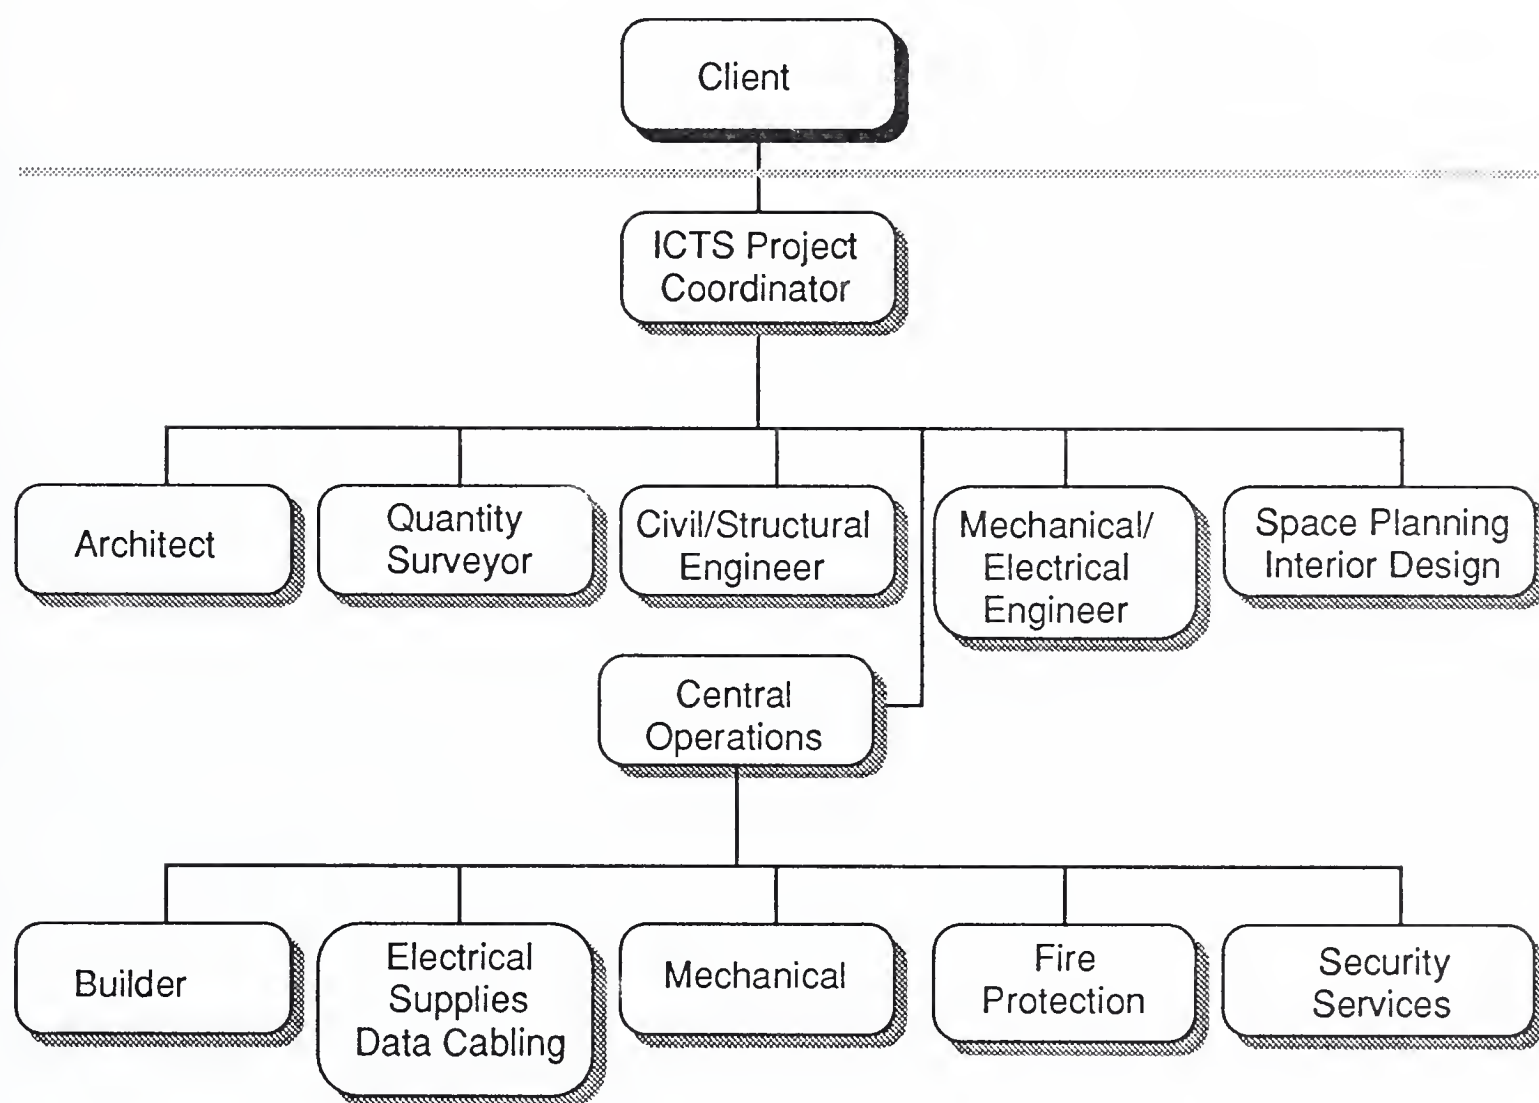 Client
ICTS Project
Coordinator
Architect
Quantity
Surveyor
Civil/Structural
Engineer
Mechanical/
Electrical
Engineer
Space Planning
Interior Design
Central
Operations
Builder
Electrical
Supplies
Data Cabling
Mechanical
Fire
Protection
Security
Services